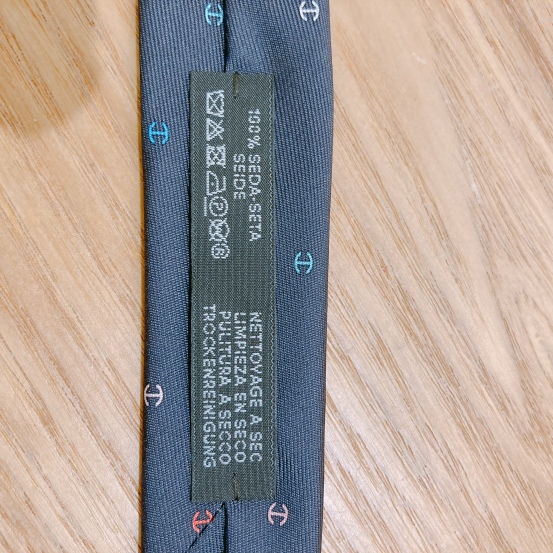 100% SEDA-SETA
SEIDE
NETTOYAGE A SEC
LIMPIEZA EN SECO
PULITURA A SECCO
TROCKENREINIGUNG